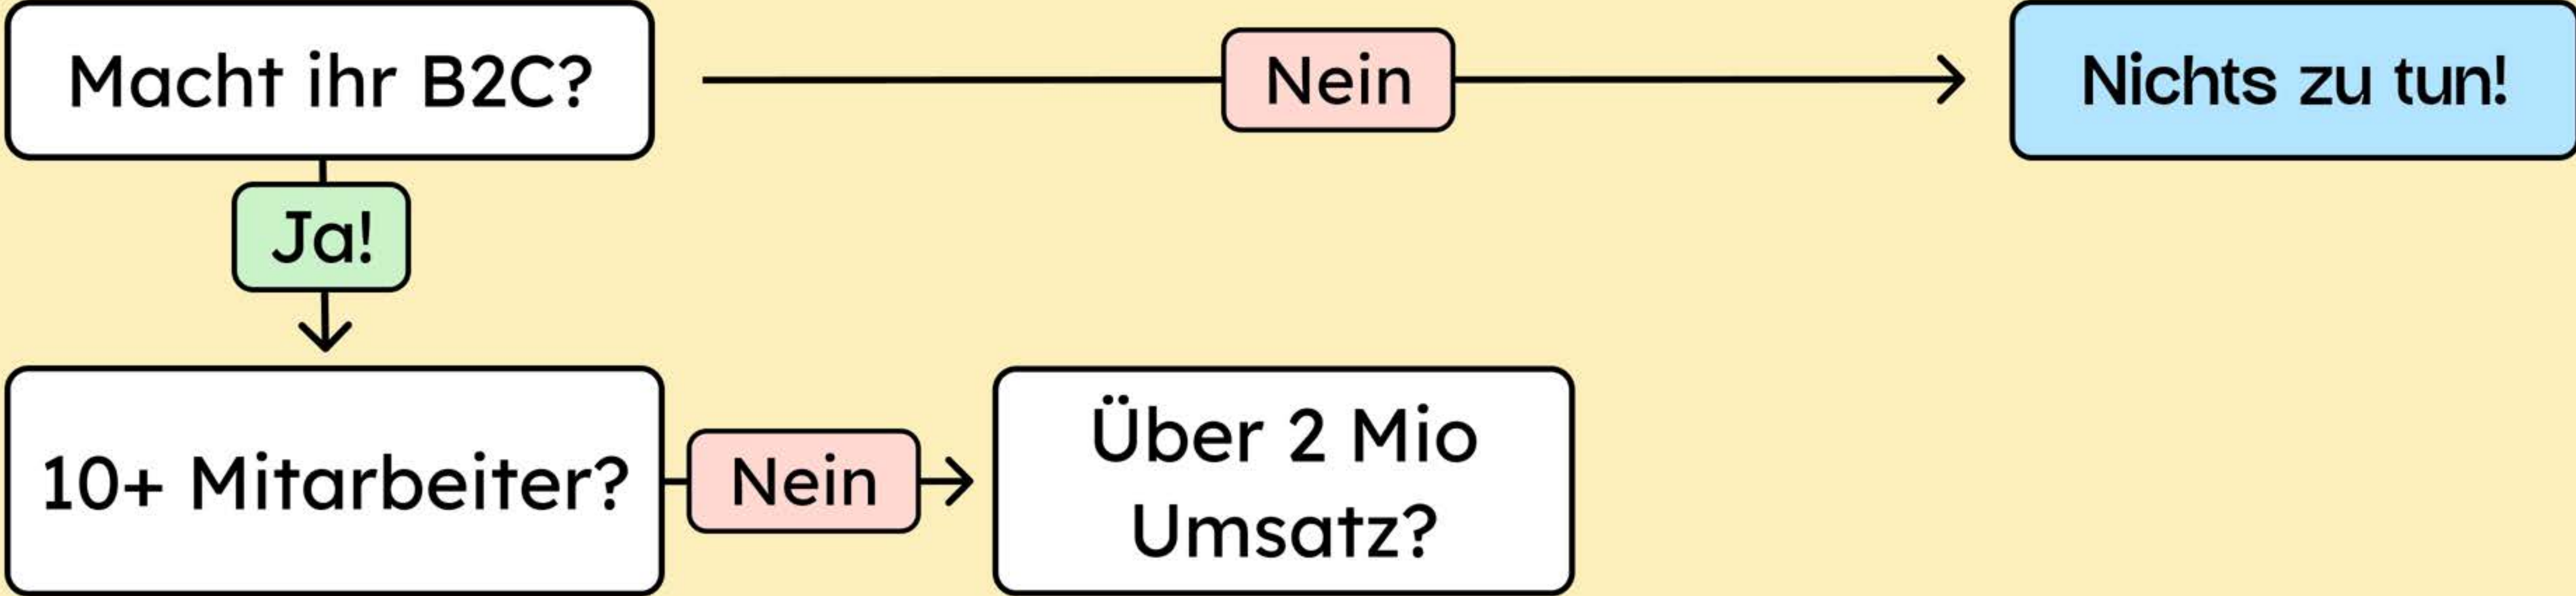 Macht ihr B2C?
Nein
Nichts zu tun!
Ja!
10+ Mitarbeiter?
Nein
Über 2 Mio
Umsatz?